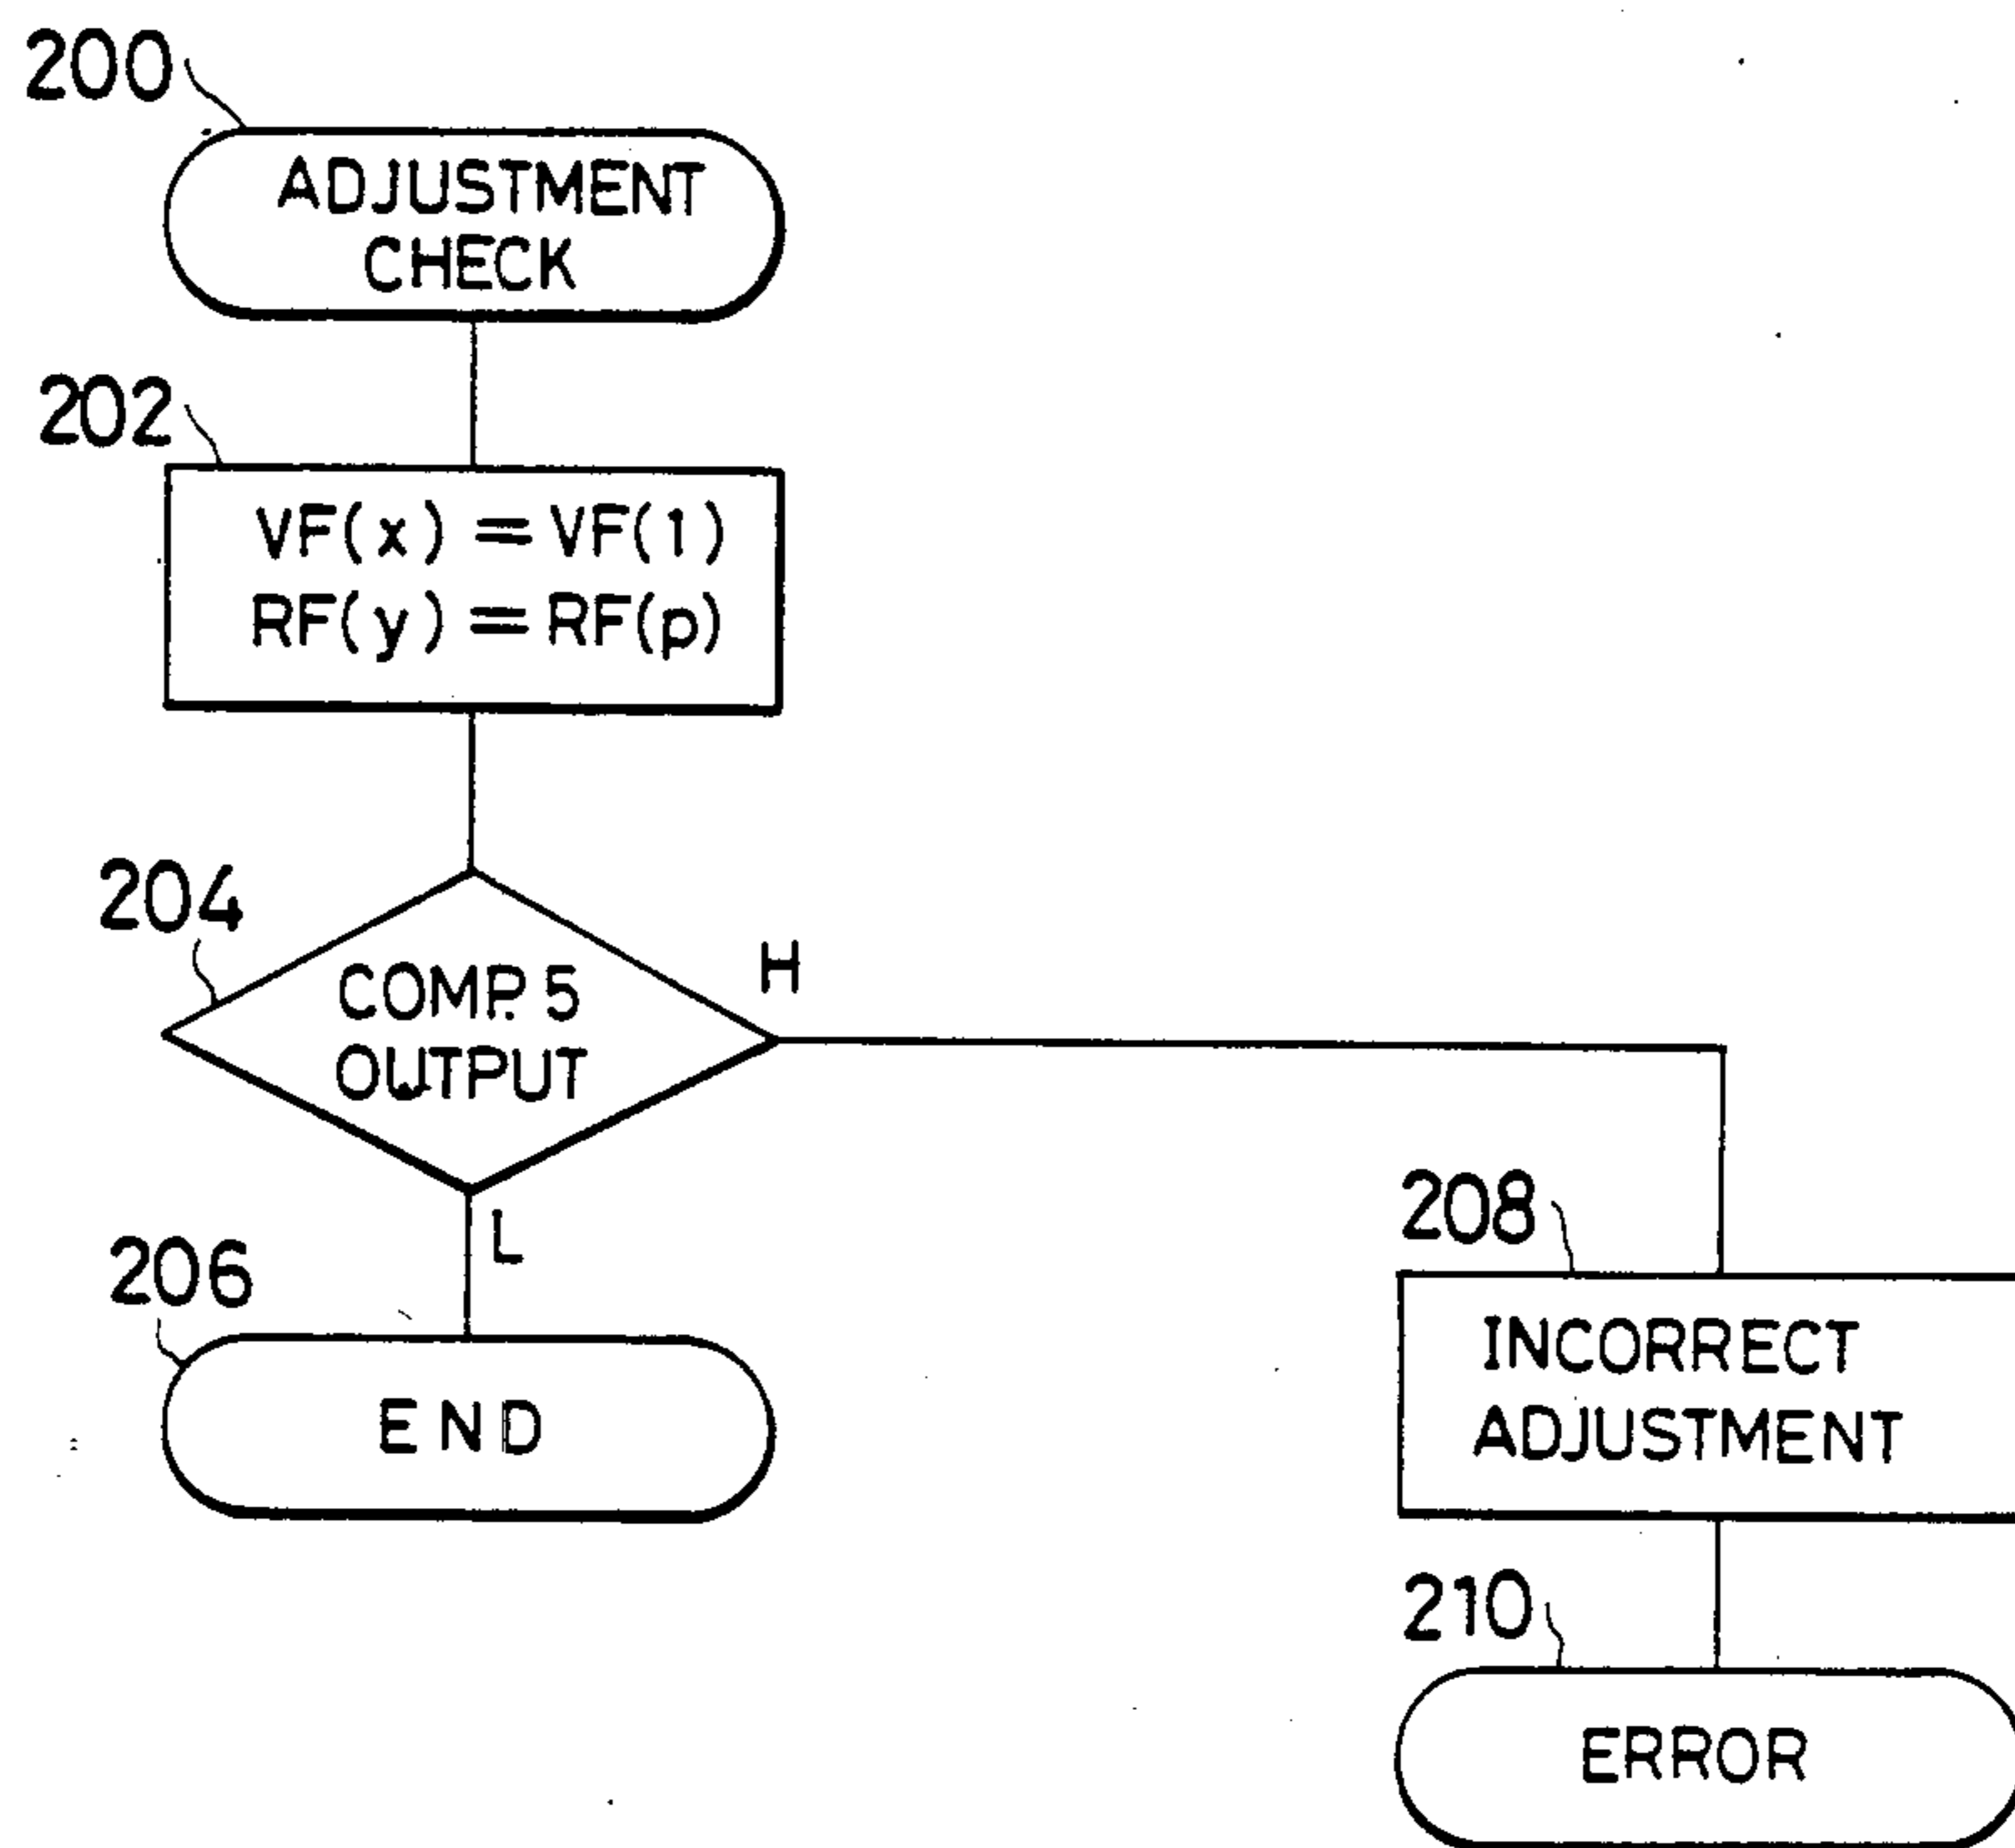 200
ADJUSTMENT
CHECK
202
VF(x) = VF(1)
RF(y) = RF(p)
204
COMP. 5
OUTPUT
H
L
206
END
208
INCORRECT
ADJUSTMENT
210
ERROR